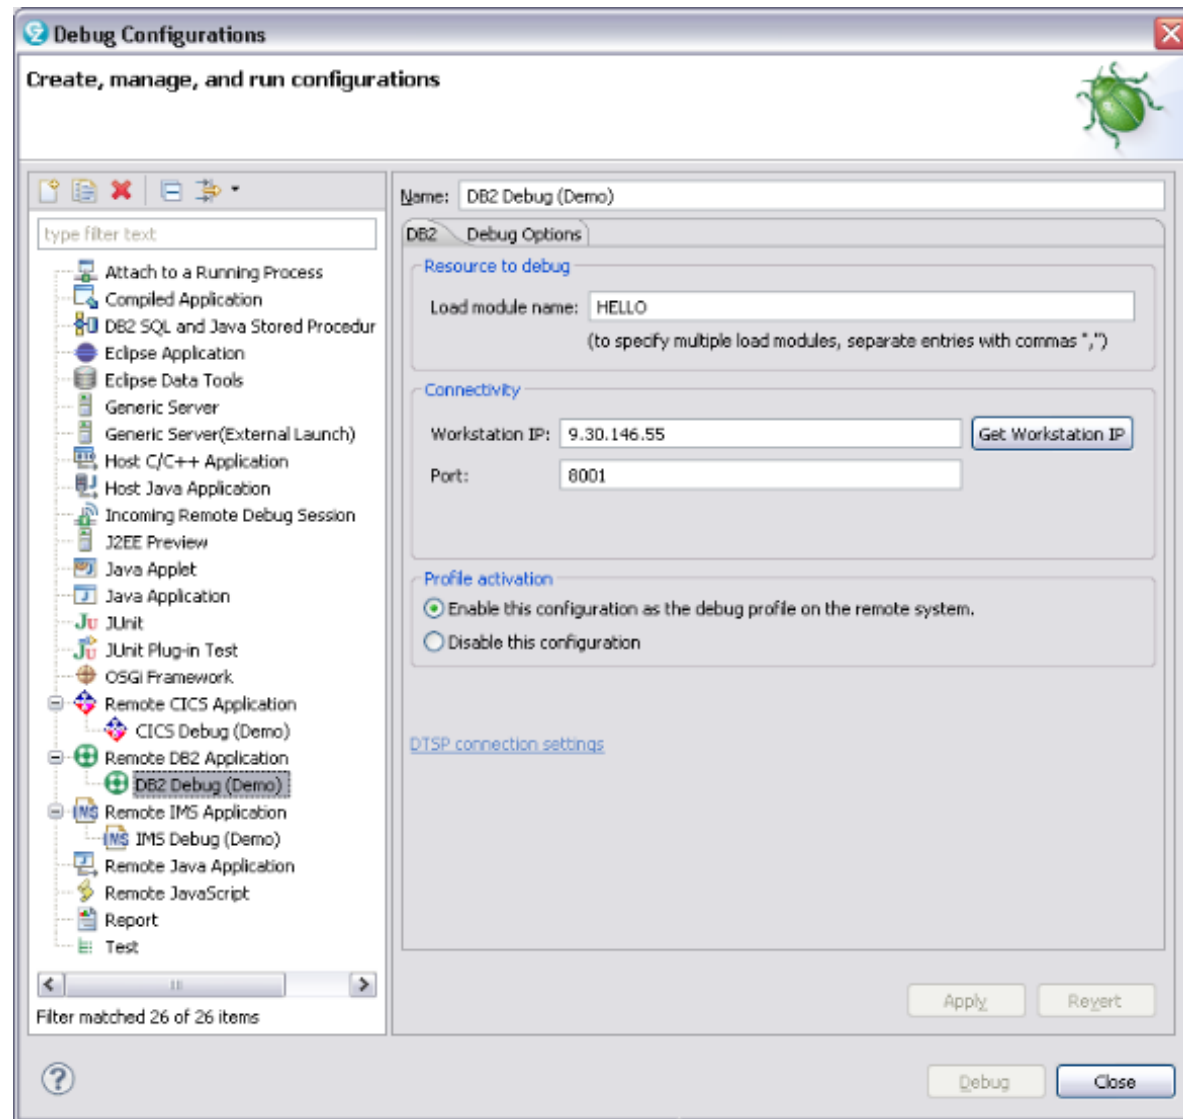 Debug Configurations
Create, manage, and run configurations
type filter text
Attach to a Running Process
Compiled Application
DB2 SQL and Java Stored Procedur
Eclipse Application
Eclipse Data Tools
Generic Server
Generic Server(External Launch)
Host C/C++ Application
Host Java Application
Incoming Remote Debug Session
J2EE Preview
Java Applet
Java Application
Ju JUnit
Ju JUnit Plug-in Test
OSGi Framework
Remote CICS Application
CICS Debug (Demo)
Remote DB2 Application
DB2 Debug (Demo)
IMS Remote IMS Application
IMS IMS Debug (Demo)
Remote Java Application
Remote JavaScript
Report
Test
Filter matched 26 of 26 items
Name: DB2 Debug (Demo)
DB2 Debug Options
Resource to debug
Load module name: HELLO
(to specify multiple load modules, separate entries with commas ",")
Connectivity
Workstation IP: 9.30.146.55 Get Workstation IP
Port: 8001
Profile activation
Enable this configuration as the debug profile on the remote system.
Disable this configuration
DTSP connection settings
Apply Revert
? Debug Close